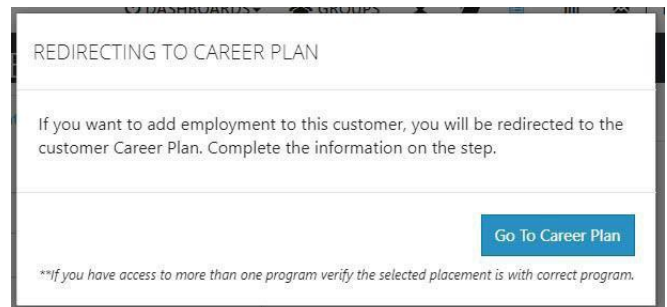 DASHBOARDS GROUPS
REDIRECTING TO CAREER PLAN
If you want to add employment to this customer, you will be redirected to the
customer Career Plan. Complete the information on the step.
Go To Career Plan
**If you have access to more than one program verify the selected placement is with correct program.